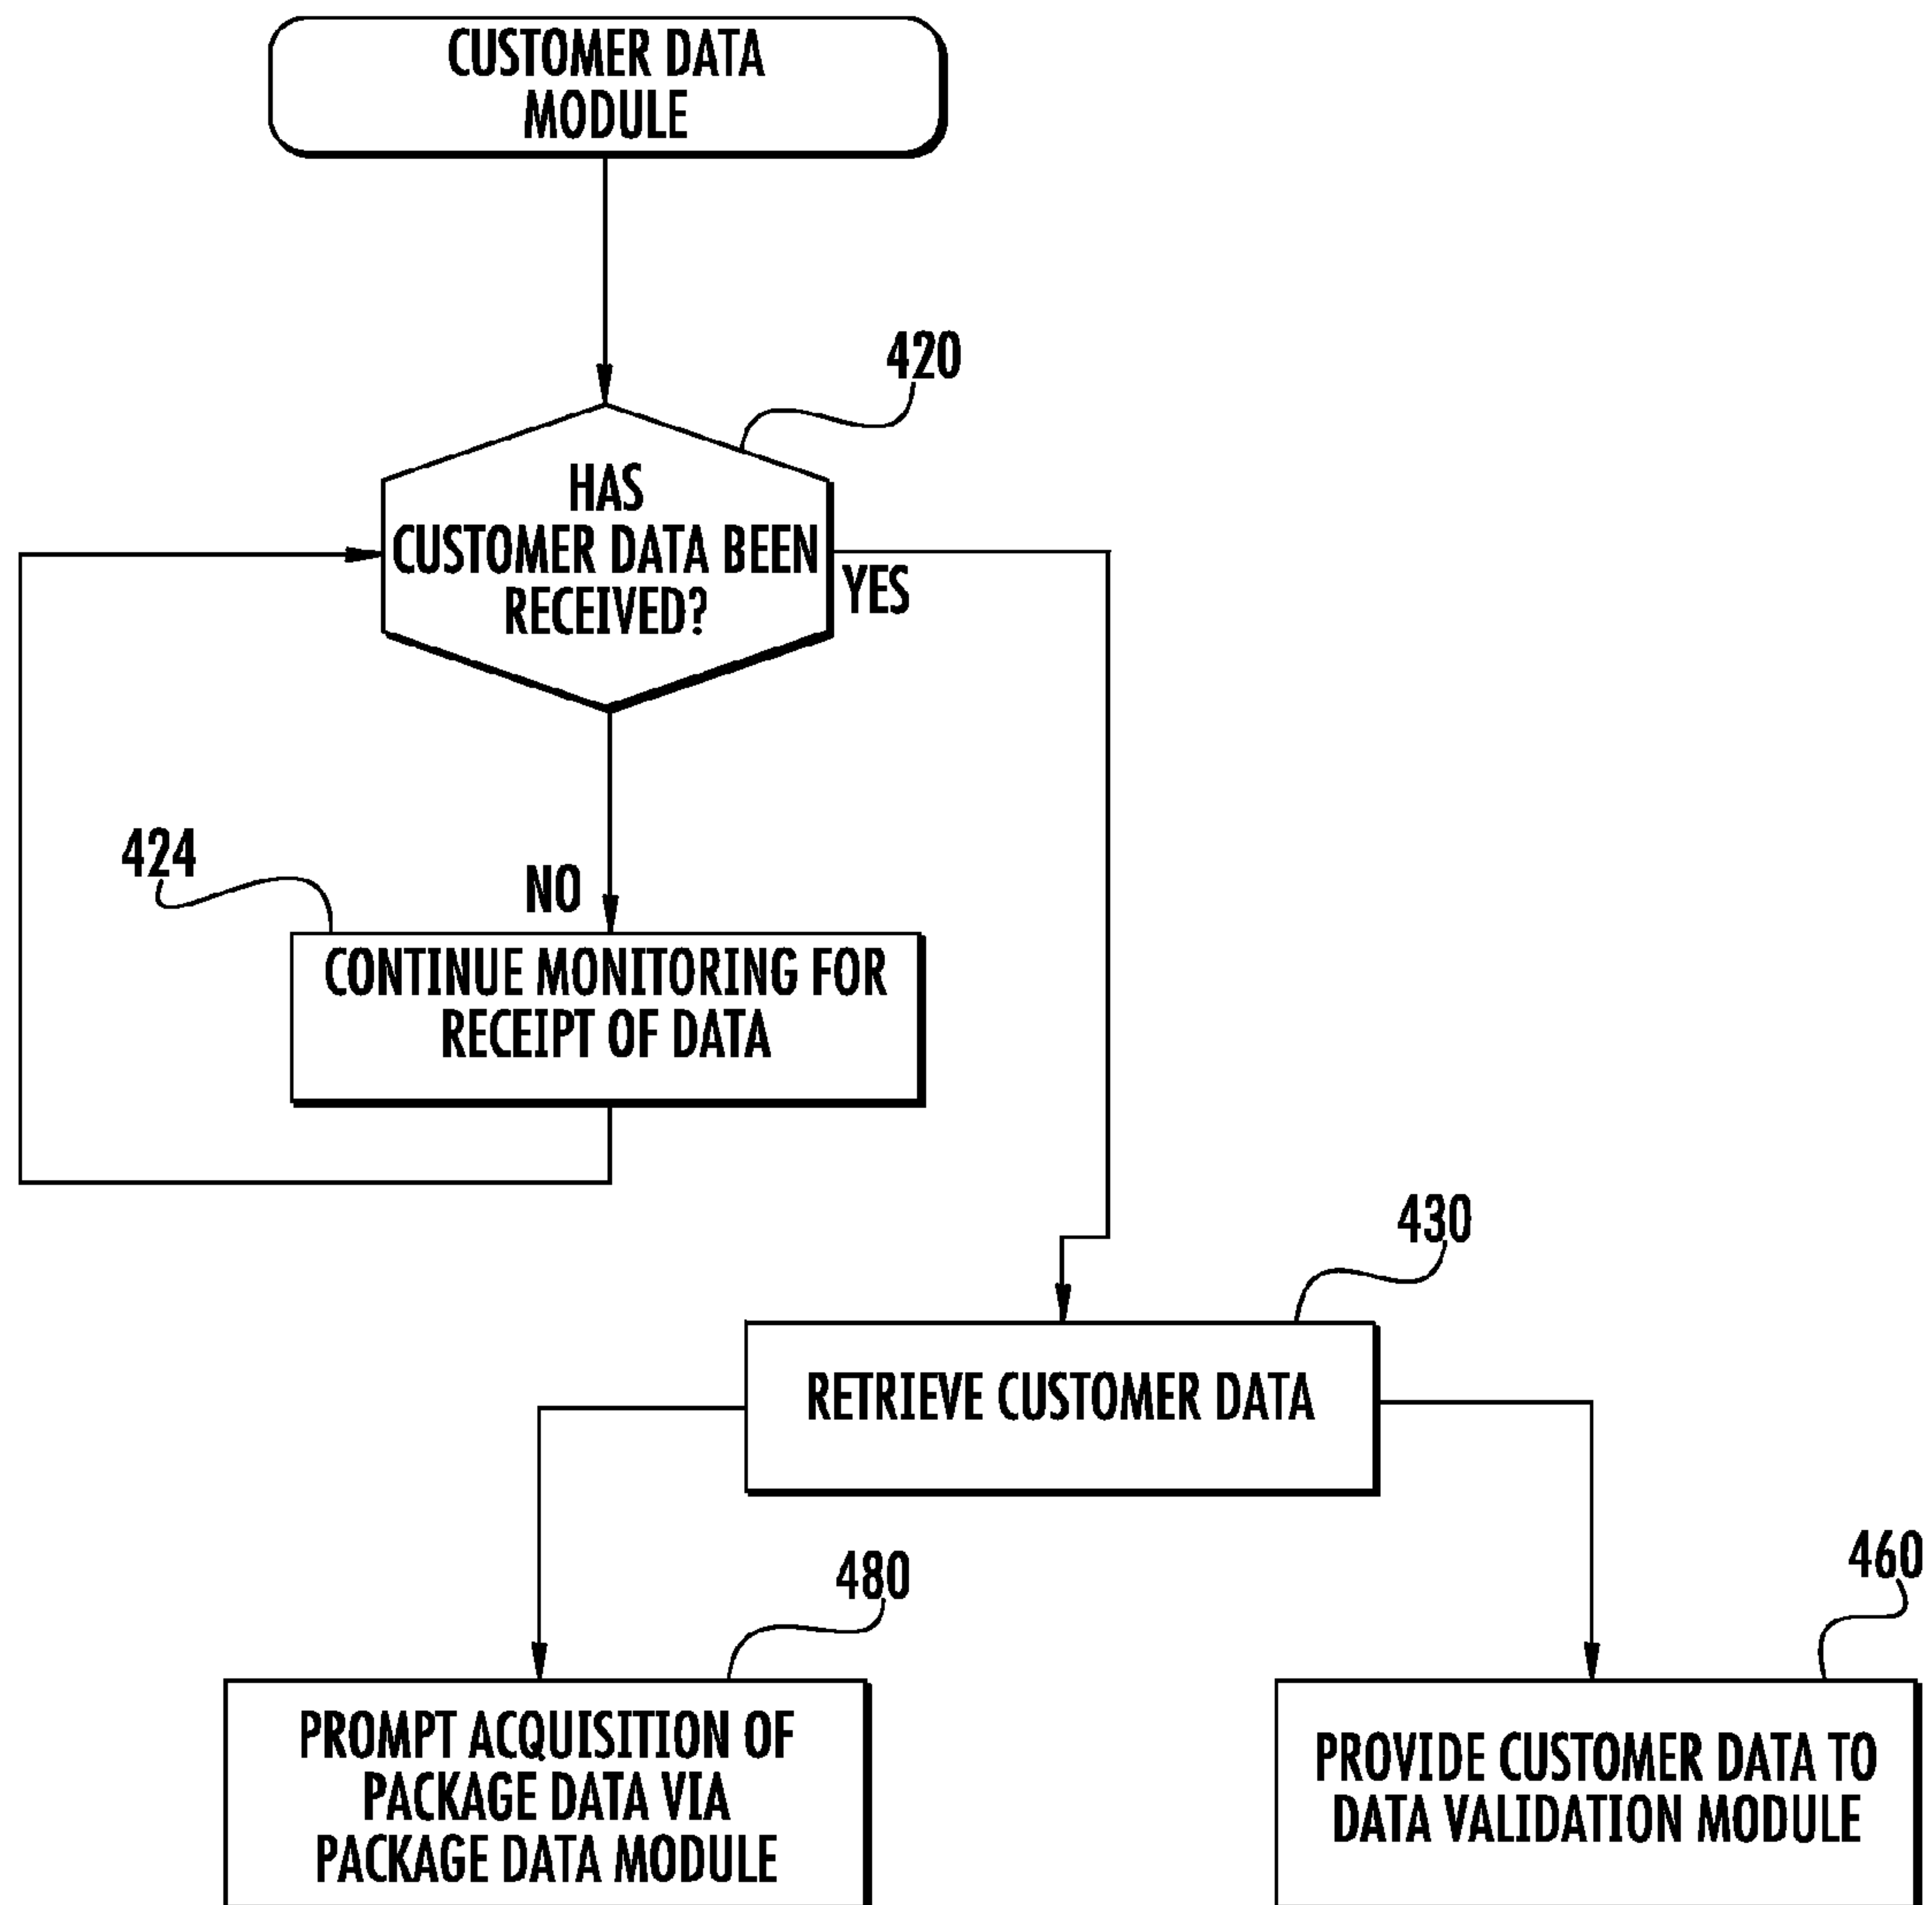 CUSTOMER DATA
MODULE
420
HAS
CUSTOMER DATA BEEN
RECEIVED?
YES
424
NO
CONTINUE MONITORING FOR
RECEIPT OF DATA
430
RETRIEVE CUSTOMER DATA
480
PROMPT ACQUISITION OF
PACKAGE DATA VIA
PACKAGE DATA MODULE
460
PROVIDE CUSTOMER DATA TO
DATA VALIDATION MODULE